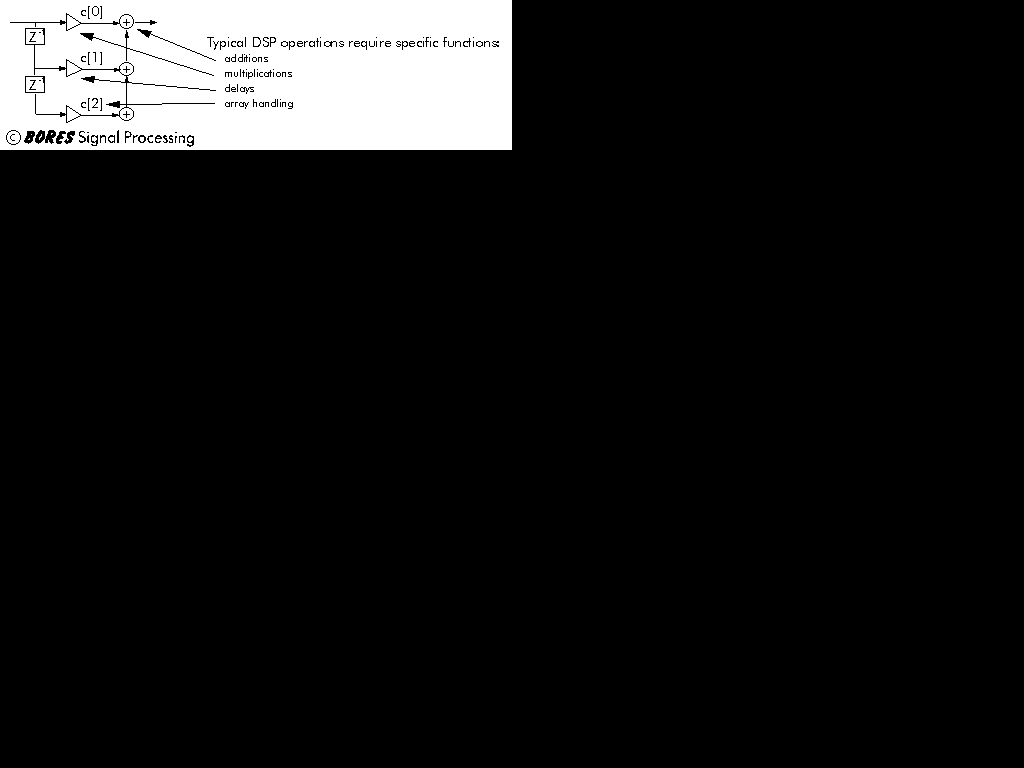 c[0]
Z⁻¹
Typical DSP operations require specific functions:
additions
c[1]
multiplications
Z⁻¹
delays
c[2]
array handling
© BORES Signal Processing